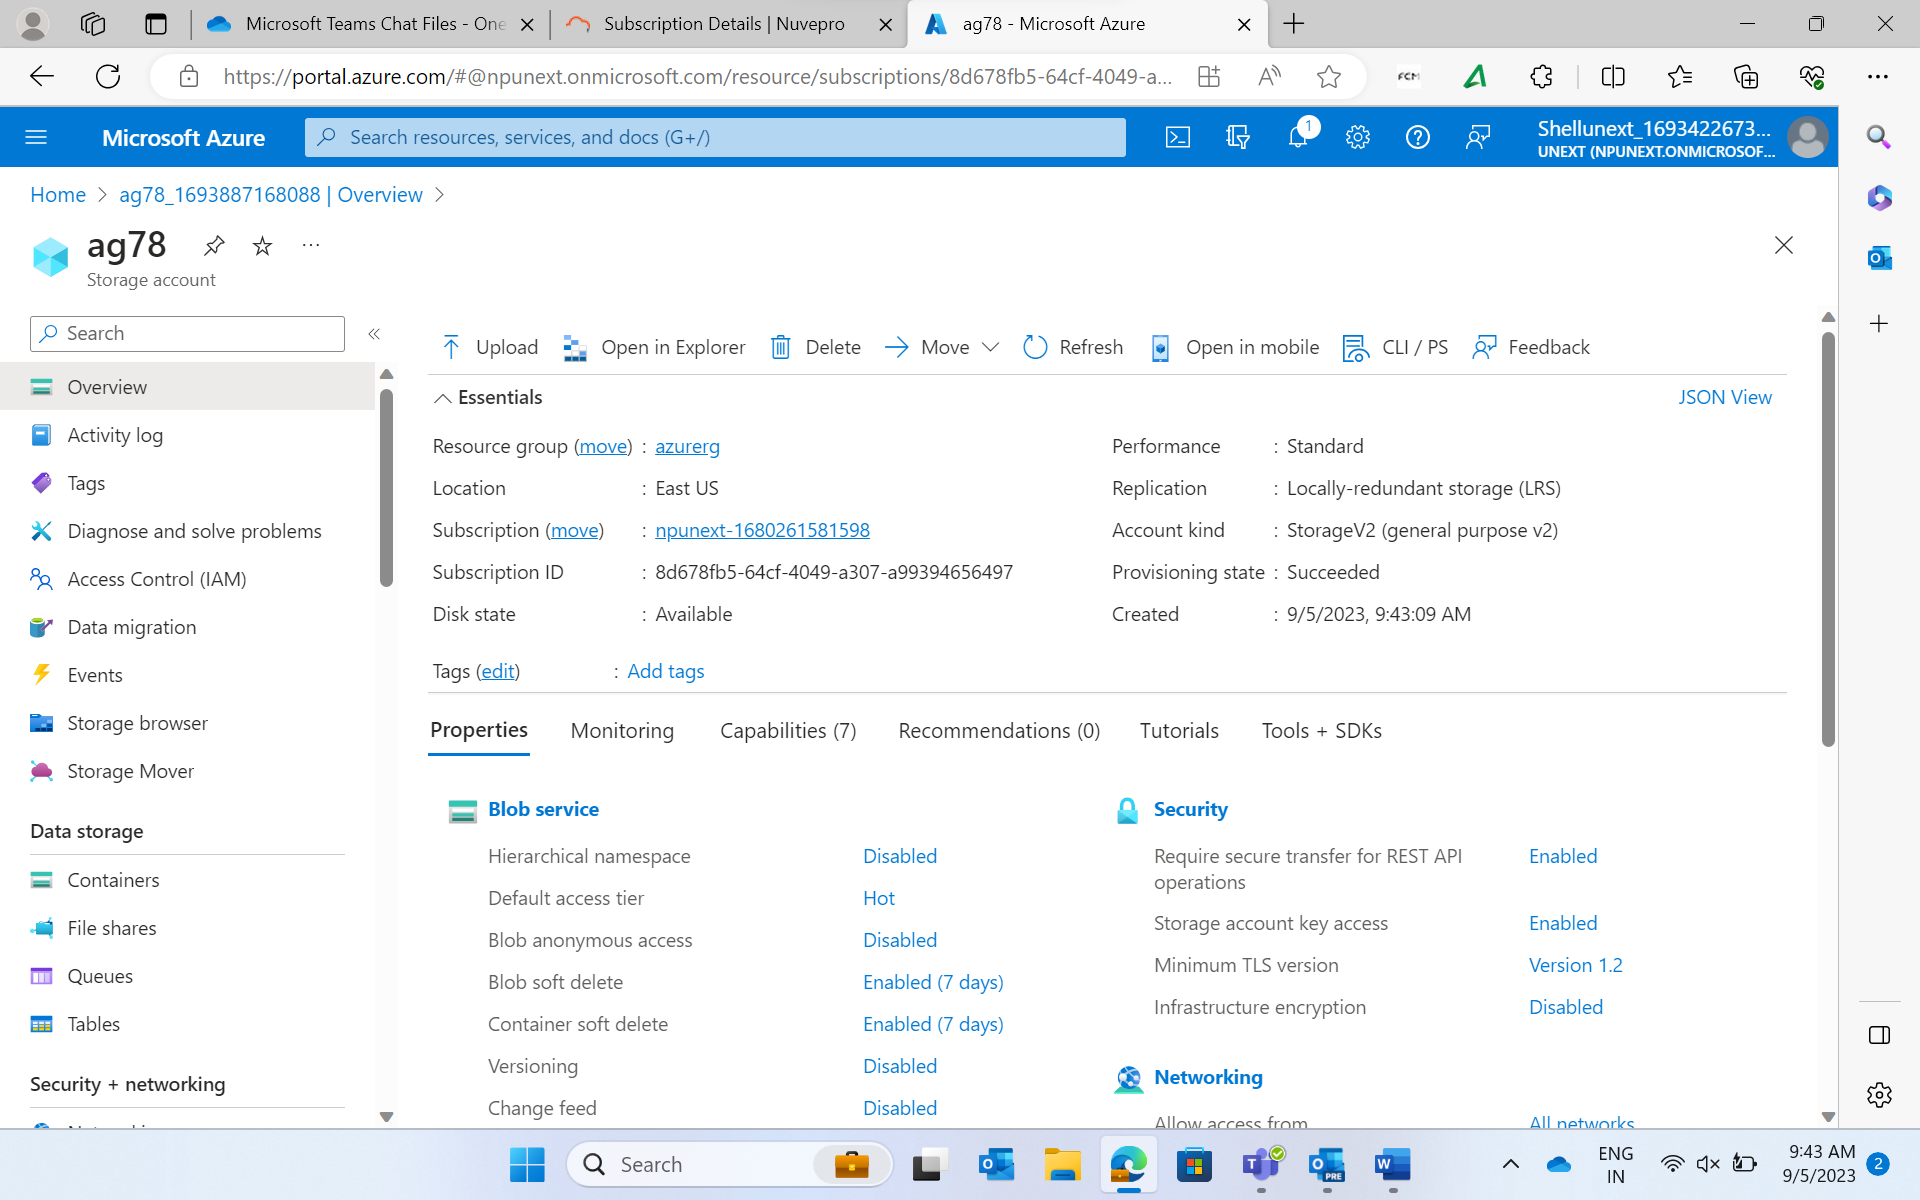 Microsoft Teams Chat Files - One
Subscription Details | Nuvepro
ag78 - Microsoft Azure
https://portal.azure.com/#@npunext.onmicrosoft.com/resource/subscriptions/8d678fb5-64cf-4049-a...
FCM
Microsoft Azure
Search resources, services, and docs (G+/)
1
Shellunext_1693422673...
UNEXT (NPUNEXT.ONMICROSOF...
Home > ag78_1693887168088 | Overview >
ag78
Storage account
Search
Overview
Activity log
Tags
Diagnose and solve problems
Access Control (IAM)
Data migration
Events
Storage browser
Storage Mover
Data storage
Containers
File shares
Queues
Tables
Security + networking
Upload Open in Explorer Delete Move Refresh Open in mobile CLI / PS Feedback
Essentials
JSON View
Resource group (move) : azurerg
Location : East US
Subscription (move) : npunext-1680261581598
Subscription ID : 8d678fb5-64cf-4049-a307-a99394656497
Disk state : Available
Performance : Standard
Replication : Locally-redundant storage (LRS)
Account kind : StorageV2 (general purpose v2)
Provisioning state : Succeeded
Created : 9/5/2023, 9:43:09 AM
Tags (edit) : Add tags
Properties Monitoring Capabilities (7) Recommendations (0) Tutorials Tools + SDKs
Blob service
Hierarchical namespace Disabled
Default access tier Hot
Blob anonymous access Disabled
Blob soft delete Enabled (7 days)
Container soft delete Enabled (7 days)
Versioning Disabled
Change feed Disabled
Security
Require secure transfer for REST API Enabled
operations
Storage account key access Enabled
Minimum TLS version Version 1.2
Infrastructure encryption Disabled
Networking
Allow access from All networks
Search
PRE
ENG
IN
9:43 AM
9/5/2023
2